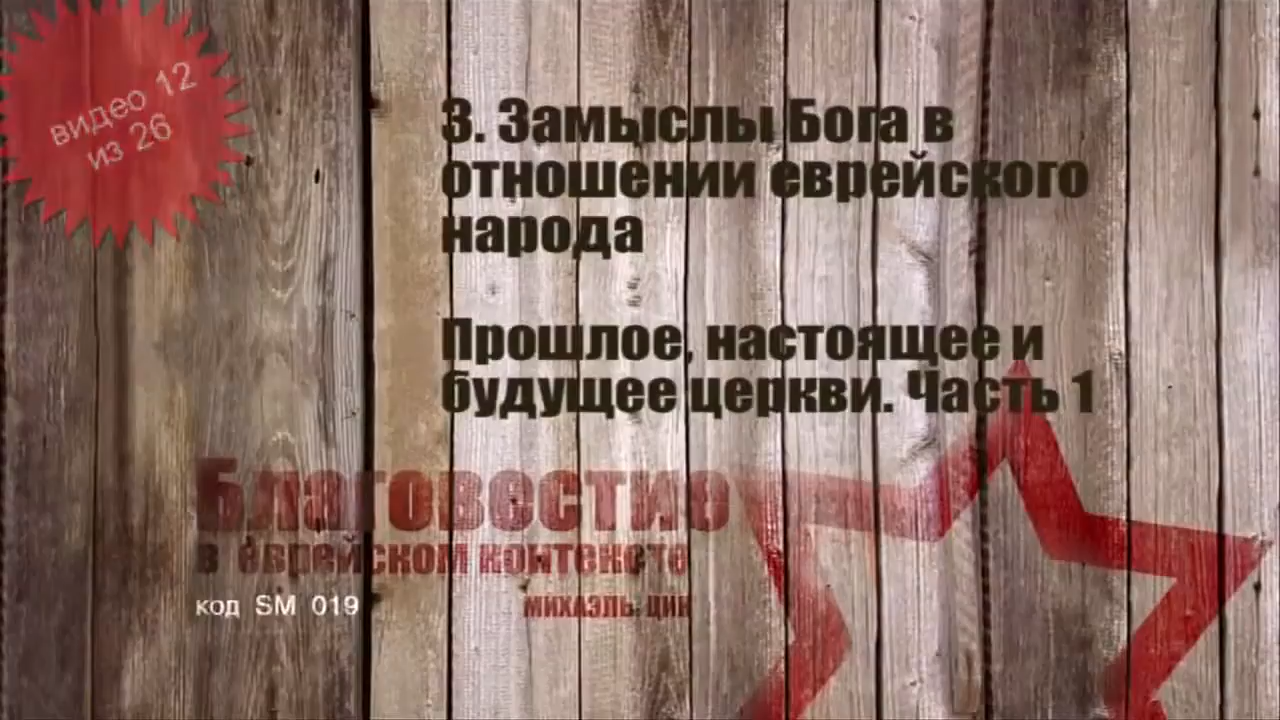 видео 12
из 26
3. Замыслы Бога в
отношении еврейского
народа
Прошлое, настоящее и
будущее церкви. Часть 1
Благовестие
в еврейском контексте
код SM 019
МИХАЭЛЬ ЦИН